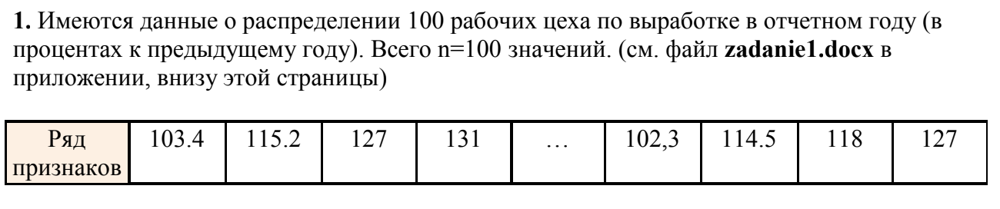 1. Имеются данные о распределении 100 рабочих цеха по выработке в отчетном году (в
процентах к предыдущему году). Всего n=100 значений. (см. файл zadanie1.docx в
приложении, внизу этой страницы)
Ряд признаков 103.4 115.2 127 131 … 102,3 114.5 118 127